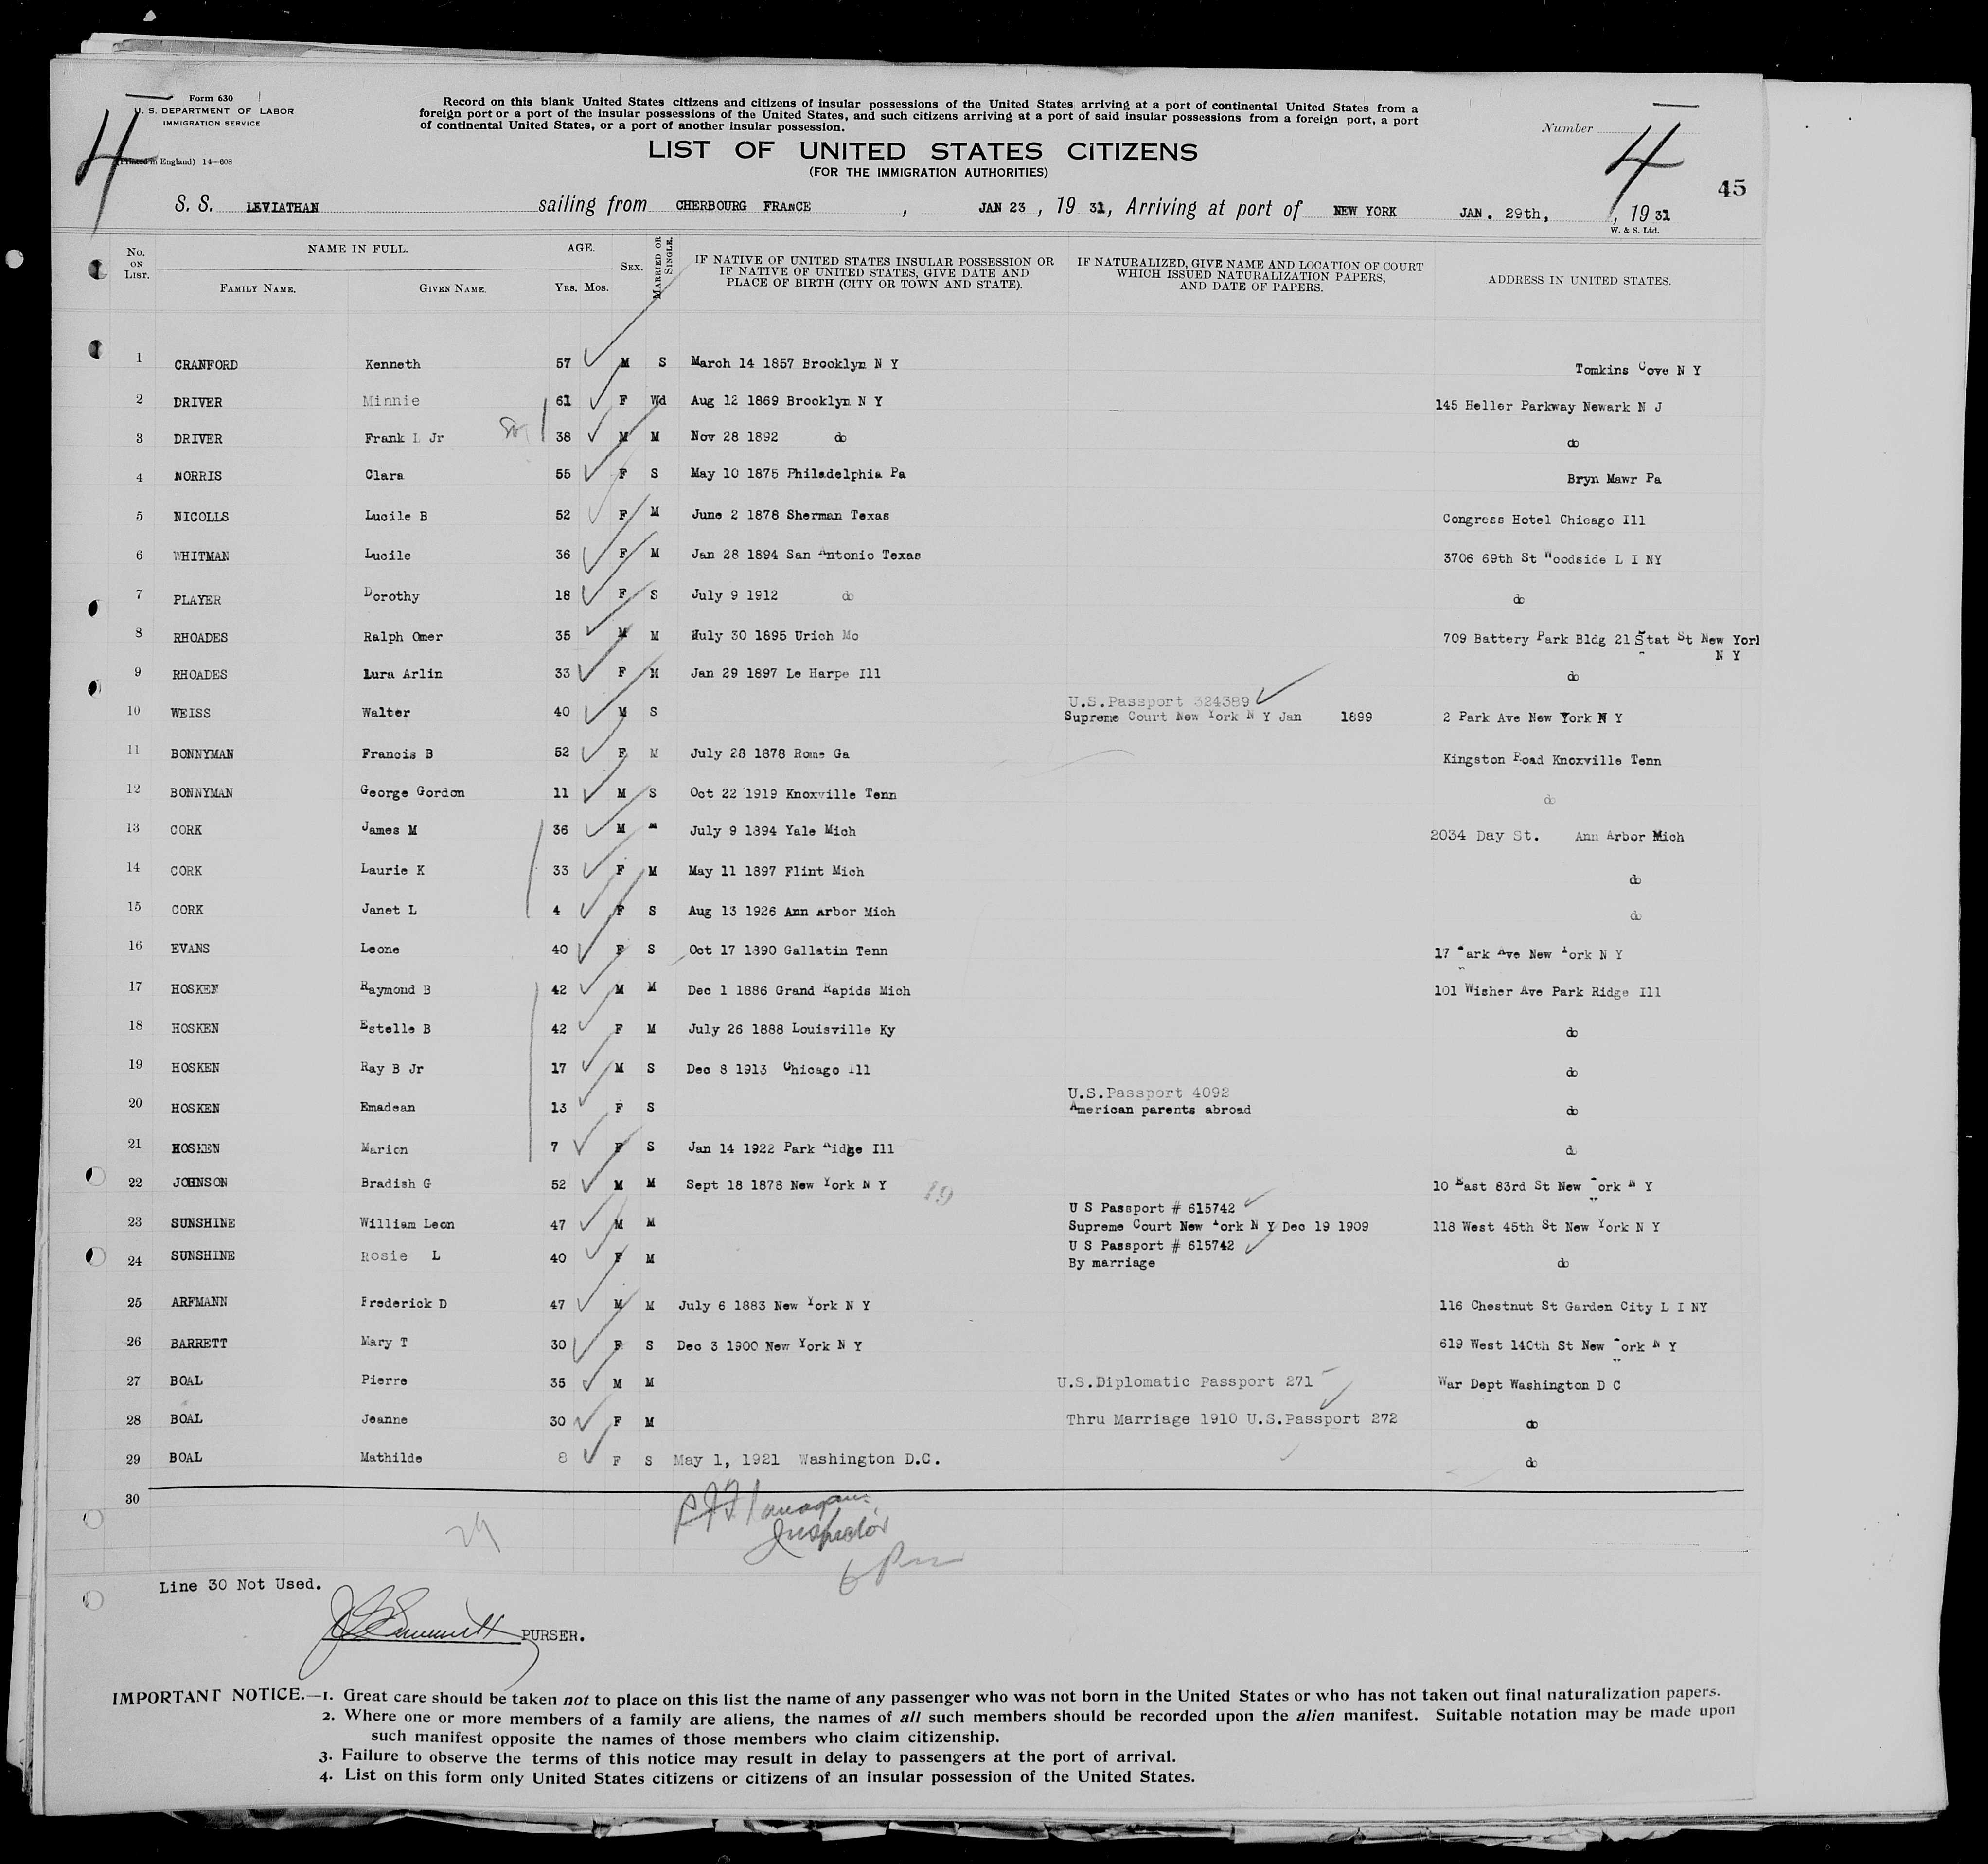 Form 630
U. S. DEPARTMENT OF LABOR
IMMIGRATION SERVICE
(Printed in England) 14—608
4
Record on this blank United States citizens and citizens of insular possessions of the United States arriving at a port of continental United States from a
foreign port or a port of the insular possessions of the United States, and such citizens arriving at a port of said insular possessions from a foreign port, a port
of continental United States, or a port of another insular possession.
Number
4
45
LIST OF UNITED STATES CITIZENS
(FOR THE IMMIGRATION AUTHORITIES)
S. S. LEVIATHAN sailing from CHERBOURG FRANCE , JAN 23 , 19 31, Arriving at port of NEW YORK JAN. 29th, , 19 31
W. & S. Ltd.
No. ON LIST. NAME IN FULL. FAMILY NAME. GIVEN NAME. AGE. YRS. MOS. SEX. MARRIED OR SINGLE. IF NATIVE OF UNITED STATES INSULAR POSSESSION OR IF NATIVE OF UNITED STATES, GIVE DATE AND PLACE OF BIRTH (CITY OR TOWN AND STATE). IF NATURALIZED, GIVE NAME AND LOCATION OF COURT WHICH ISSUED NATURALIZATION PAPERS, AND DATE OF PAPERS. ADDRESS IN UNITED STATES.
1 CRANFORD Kenneth 57 M S March 14 1857 Brooklyn N Y Tomkins Cove N Y
2 DRIVER Minnie 61 F Wd Aug 12 1869 Brooklyn N Y 145 Heller Parkway Newark N J
3 DRIVER Frank L Jr 38 M M Nov 28 1892 do do
4 NORRIS Clara 55 F S May 10 1875 Philadelphia Pa Bryn Mawr Pa
5 NICOLLS Lucile B 52 F M June 2 1878 Sherman Texas Congress Hotel Chicago Ill
6 WHITMAN Lucile 36 F M Jan 28 1894 San Antonio Texas 3706 69th St Woodside L I NY
7 PLAYER Dorothy 18 F S July 9 1912 do do
8 RHOADES Ralph Omer 35 M M July 30 1895 Urich Mo 709 Battery Park Bldg 21 Stat St New York
N Y
9 RHOADES Lura Arlin 33 F M Jan 29 1897 Le Harpe Ill do
U.S.Passport 324389
10 WEISS Walter 40 M S Supreme Court New York N Y Jan 1899 2 Park Ave New York N Y
11 BONNYMAN Francis B 52 F M July 28 1878 Rome Ga Kingston Road Knoxville Tenn
12 BONNYMAN George Gordon 11 M S Oct 22 1919 Knoxville Tenn do
13 CORK James M 36 M M July 9 1894 Yale Mich 2034 Day St. Ann Arbor Mich
14 CORK Laurie K 33 F M May 11 1897 Flint Mich do
15 CORK Janet L 4 F S Aug 13 1926 Ann Arbor Mich do
16 EVANS Leone 40 F S Oct 17 1890 Gallatin Tenn 17 Park Ave New York N Y
17 HOSKEN Raymond B 42 M M Dec 1 1886 Grand Rapids Mich 101 Wisher Ave Park Ridge Ill
18 HOSKEN Estelle B 42 F M July 26 1888 Louisville Ky do
19 HOSKEN Ray B Jr 17 M S Dec 8 1913 Chicago Ill do
U.S.Passport 4092
20 HOSKEN Emadean 13 F S American parents abroad do
21 HOSKEN Marion 7 F S Jan 14 1922 Park Ridge Ill do
22 JOHNSON Bradish G 52 M M Sept 18 1878 New York N Y 19 10 East 83rd St New York N Y
U S Passport # 615742
23 SUNSHINE William Leon 47 M M Supreme Court New York N Y Dec 19 1909 118 West 45th St New York N Y
U S Passport # 615742
24 SUNSHINE Rosie L 40 F M By marriage do
25 ARFMANN Frederick D 47 M M July 6 1883 New York N Y 116 Chestnut St Garden City L I NY
26 BARRETT Mary T 30 F S Dec 3 1900 New York N Y 619 West 140th St New York N Y
27 BOAL Pierre 35 M M U.S.Diplomatic Passport 271 War Dept Washington D C
28 BOAL Jeanne 30 F M Thru Marriage 1910 U.S.Passport 272 do
29 BOAL Mathilde 8 F S May 1, 1921 Washington D.C. do
30
Inspector
29
Line 30 Not Used.
PURSER.
IMPORTANT NOTICE.—1. Great care should be taken not to place on this list the name of any passenger who was not born in the United States or who has not taken out final naturalization papers.
2. Where one or more members of a family are aliens, the names of all such members should be recorded upon the alien manifest. Suitable notation may be made upon
such manifest opposite the names of those members who claim citizenship.
3. Failure to observe the terms of this notice may result in delay to passengers at the port of arrival.
4. List on this form only United States citizens or citizens of an insular possession of the United States.